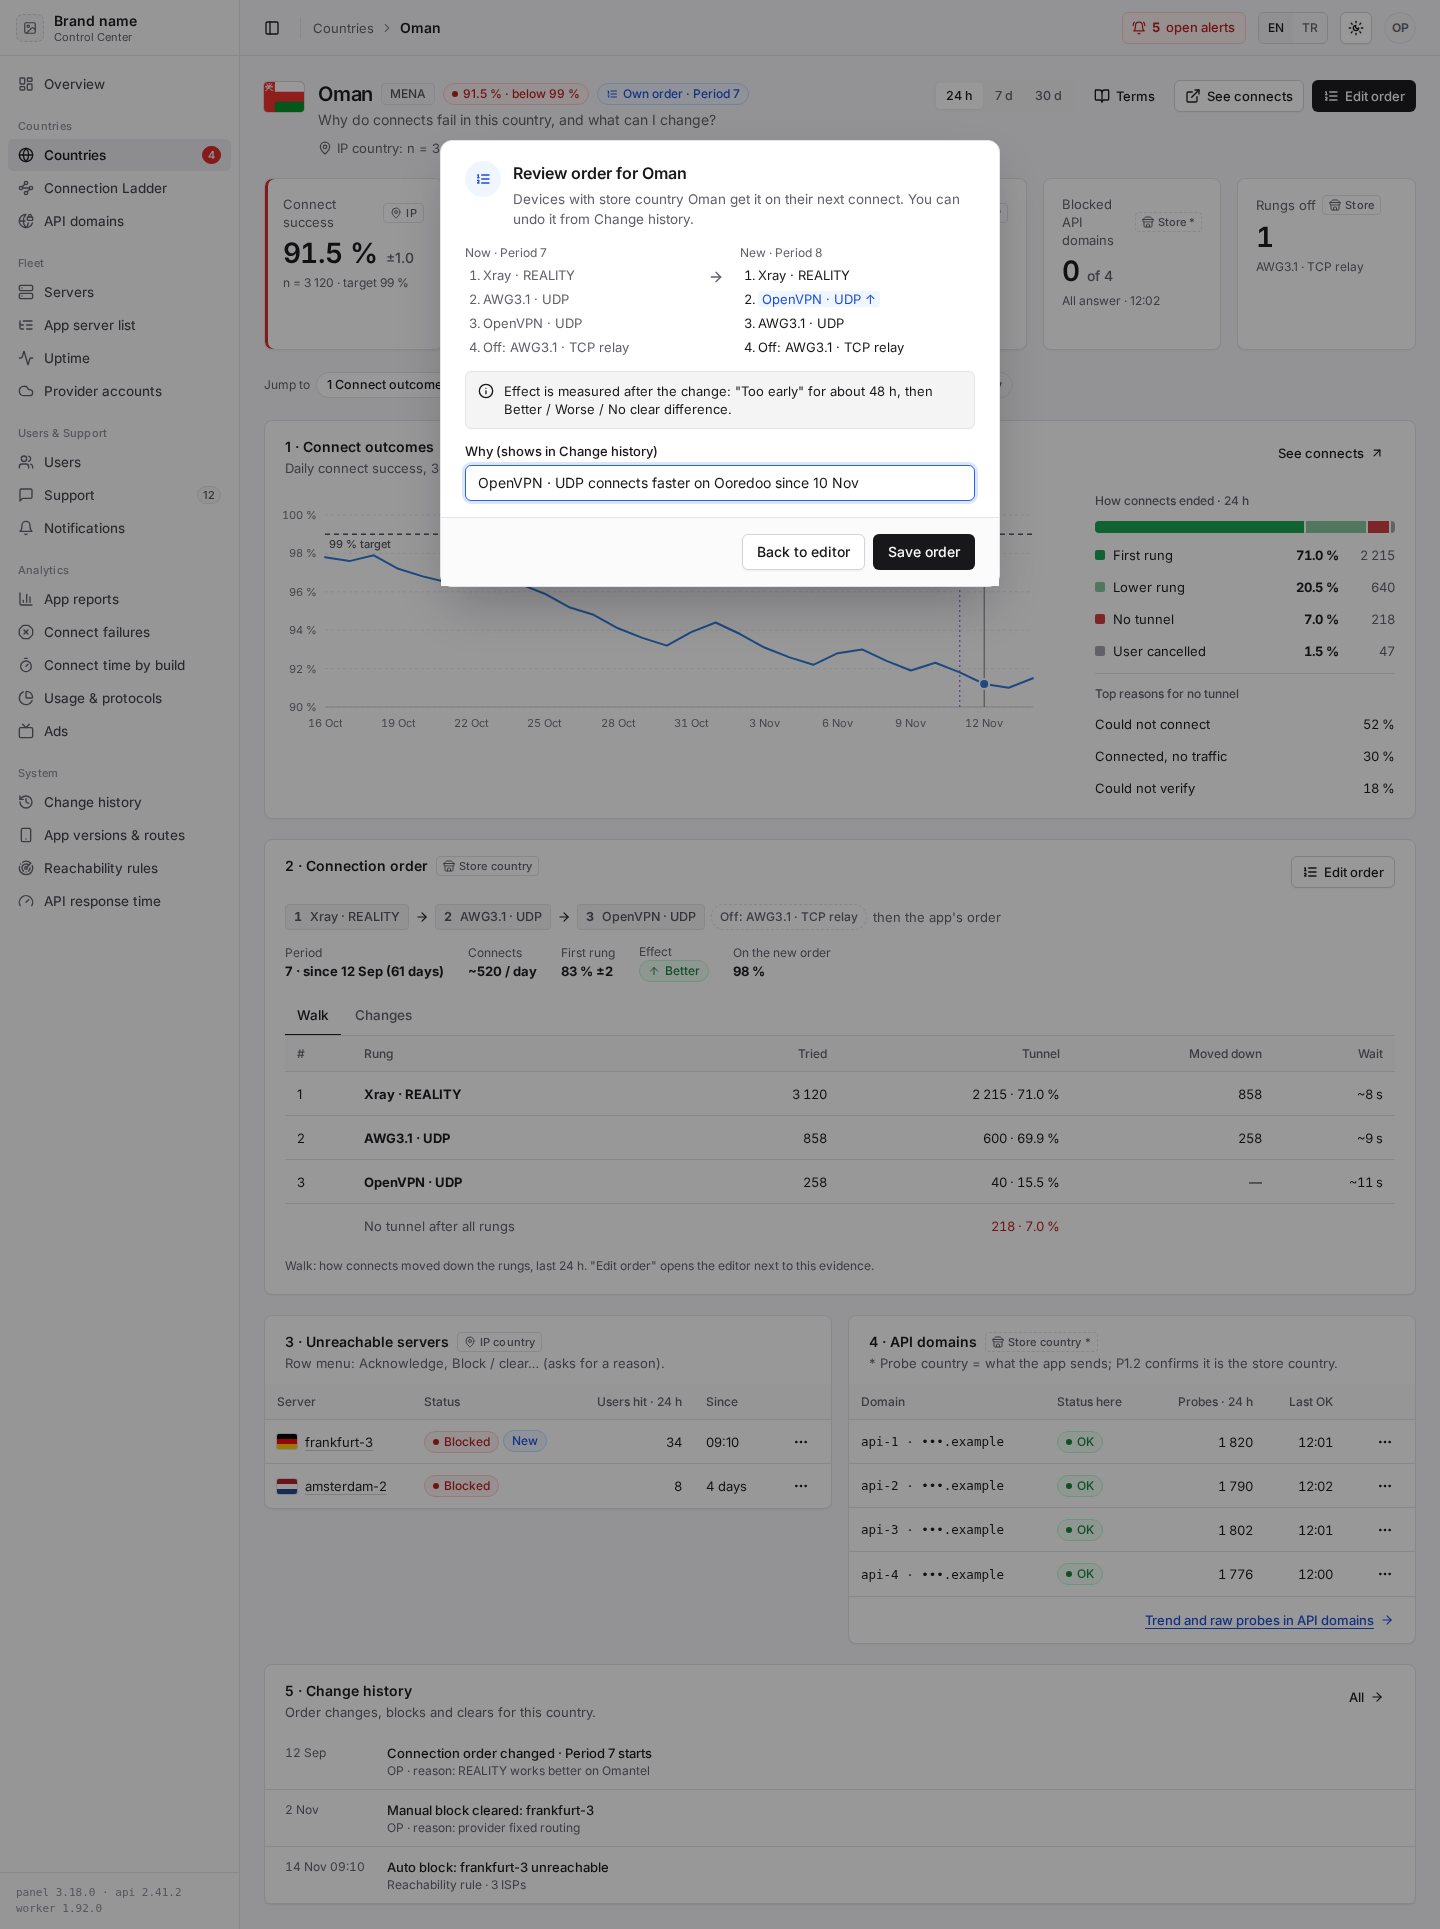 Brand name
Control Center
Countries > Oman
5 open alerts
EN TR
OP
Overview
Countries
Countries 4
Connection Ladder
API domains
Fleet
Servers
App server list
Uptime
Provider accounts
Users & Support
Users
Support 12
Notifications
Analytics
App reports
Connect failures
Connect time by build
Usage & protocols
Ads
System
Change history
App versions & routes
Reachability rules
API response time
panel 3.18.0 · api 2.41.2
worker 1.92.0
Oman MENA 91.5 % · below 99 % Own order · Period 7
24 h 7 d 30 d Terms See connects Edit order
Why do connects fail in this country, and what can I change?
IP country: n = 3
Connect success IP
91.5 % ±1.0
n = 3 120 · target 99 %
Blocked API domains Store *
0 of 4
All answer · 12:02
Rungs off Store
1
AWG3.1 · TCP relay
Review order for Oman
Devices with store country Oman get it on their next connect. You can
undo it from Change history.
Now · Period 7
1. Xray · REALITY
2. AWG3.1 · UDP
3. OpenVPN · UDP
4. Off: AWG3.1 · TCP relay
New · Period 8
1. Xray · REALITY
2. OpenVPN · UDP ↑
3. AWG3.1 · UDP
4. Off: AWG3.1 · TCP relay
Effect is measured after the change: "Too early" for about 48 h, then
Better / Worse / No clear difference.
Why (shows in Change history)
OpenVPN · UDP connects faster on Ooredoo since 10 Nov
Back to editor Save order
Jump to 1 Connect outcome
1 · Connect outcomes
Daily connect success, 3
See connects
100 %
99 % target
98 %
96 %
94 %
92 %
90 %
16 Oct 19 Oct 22 Oct 25 Oct 28 Oct 31 Oct 3 Nov 6 Nov 9 Nov 12 Nov
How connects ended · 24 h
First rung 71.0 % 2 215
Lower rung 20.5 % 640
No tunnel 7.0 % 218
User cancelled 1.5 % 47
Top reasons for no tunnel
Could not connect 52 %
Connected, no traffic 30 %
Could not verify 18 %
2 · Connection order Store country
Edit order
1 Xray · REALITY → 2 AWG3.1 · UDP → 3 OpenVPN · UDP Off: AWG3.1 · TCP relay then the app's order
Period Connects First rung Effect On the new order
7 · since 12 Sep (61 days) ~520 / day 83 % ±2 ↑ Better 98 %
Walk Changes
# Rung Tried Tunnel Moved down Wait
1 Xray · REALITY 3 120 2 215 · 71.0 % 858 ~8 s
2 AWG3.1 · UDP 858 600 · 69.9 % 258 ~9 s
3 OpenVPN · UDP 258 40 · 15.5 % — ~11 s
No tunnel after all rungs 218 · 7.0 %
Walk: how connects moved down the rungs, last 24 h. "Edit order" opens the editor next to this evidence.
3 · Unreachable servers IP country
Row menu: Acknowledge, Block / clear… (asks for a reason).
Server Status Users hit · 24 h Since
frankfurt-3 Blocked New 34 09:10
amsterdam-2 Blocked 8 4 days
4 · API domains Store country *
* Probe country = what the app sends; P1.2 confirms it is the store country.
Domain Status here Probes · 24 h Last OK
api-1 · •••.example OK 1 820 12:01
api-2 · •••.example OK 1 790 12:02
api-3 · •••.example OK 1 802 12:01
api-4 · •••.example OK 1 776 12:00
Trend and raw probes in API domains →
5 · Change history
Order changes, blocks and clears for this country.
All →
12 Sep Connection order changed · Period 7 starts
OP · reason: REALITY works better on Omantel
2 Nov Manual block cleared: frankfurt-3
OP · reason: provider fixed routing
14 Nov 09:10 Auto block: frankfurt-3 unreachable
Reachability rule · 3 ISPs